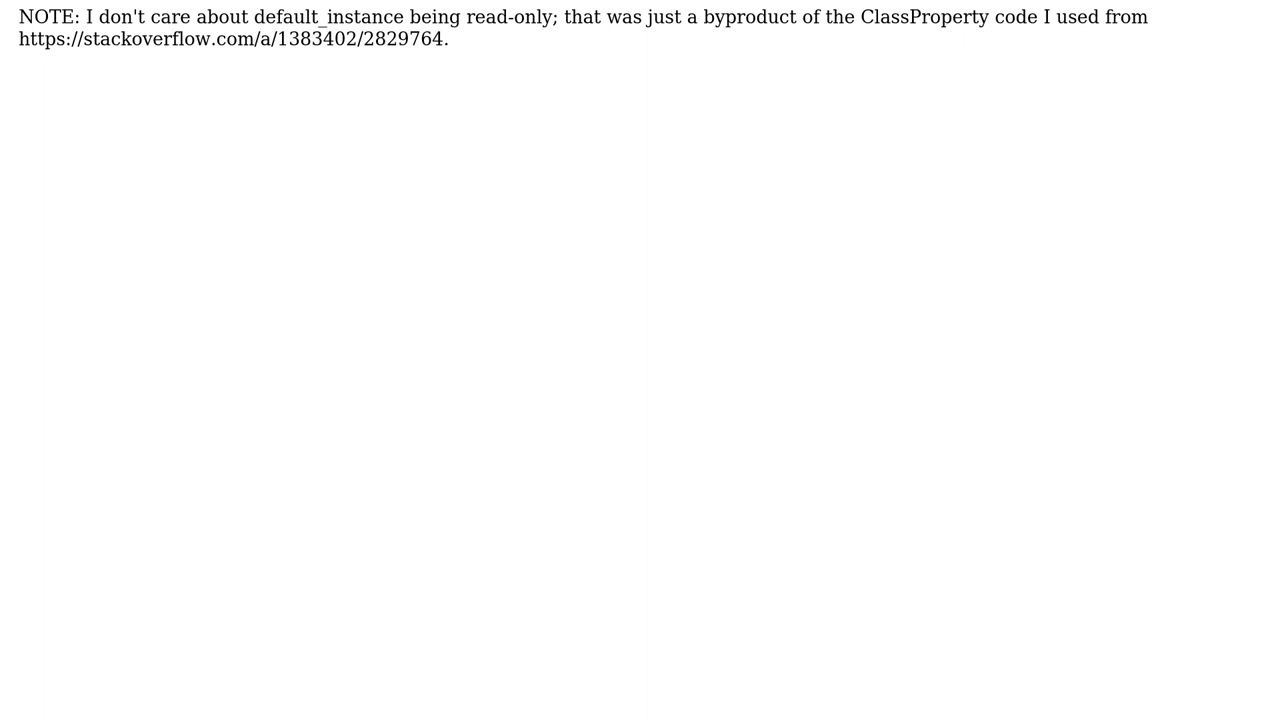 NOTE: I don't care about default_instance being read-only; that was just a byproduct of the ClassProperty code I used from
https://stackoverflow.com/a/1383402/2829764.